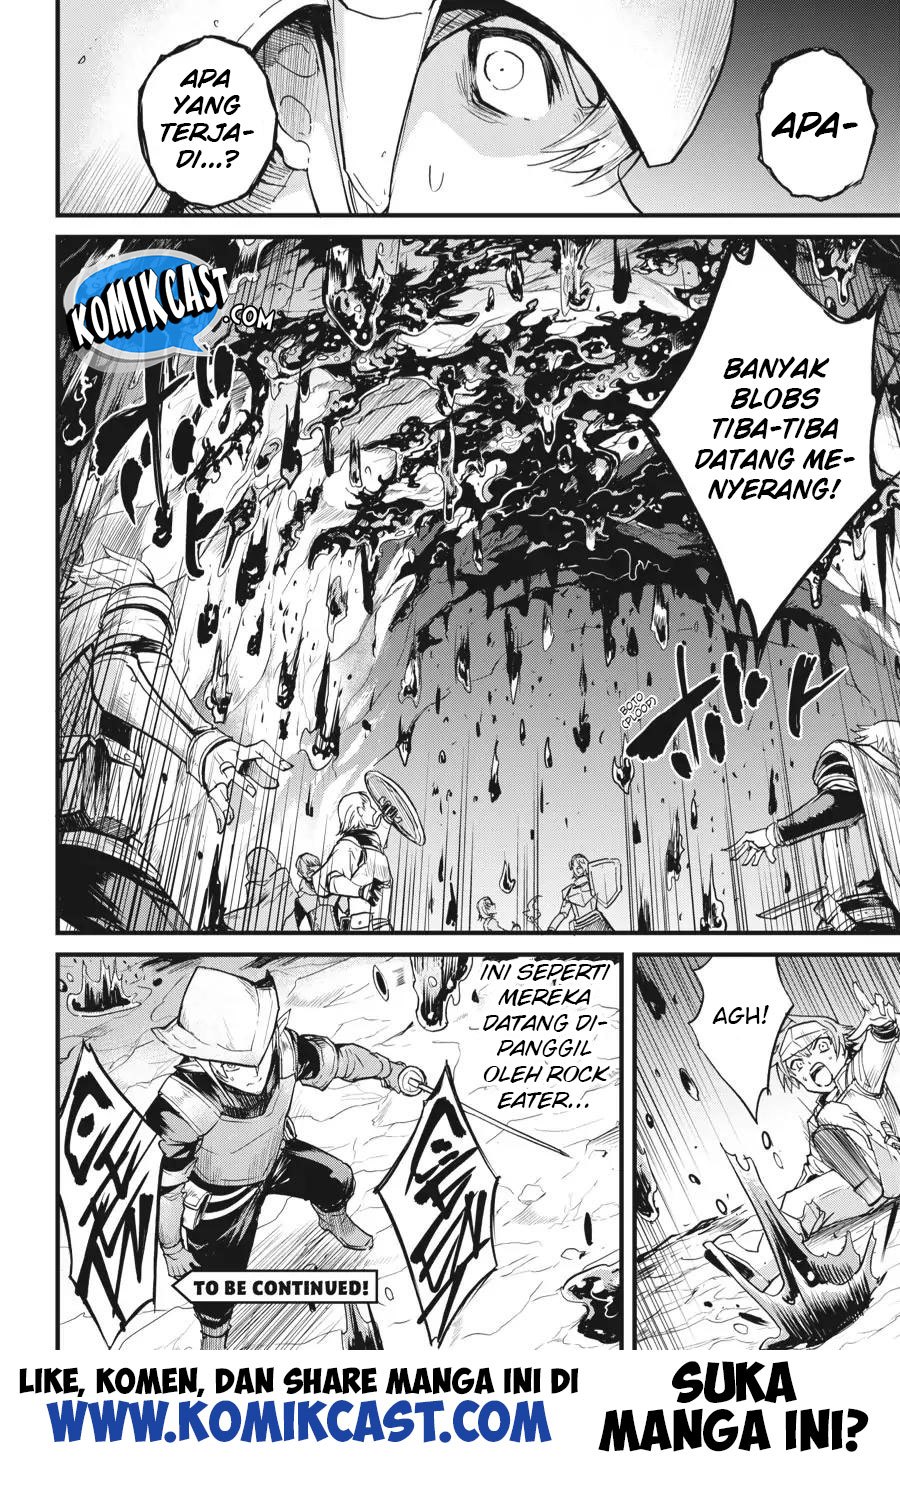 APA-
APA
YANG
TERJA-
DI...?
KOMIKCAST
.COM
BANYAK
BLOBS
TIBA-TIBA
DATANG ME-
NYERANG!
BOTO
(PLOOP)
AGH!
INI SEPERTI
MEREKA
DATANG DI-
PANGGIL
OLEH ROCK
EATER...
TO BE CONTINUED!
LIKE, KOMEN, DAN SHARE MANGA INI DI
WWW.KOMIKCAST.COM
SUKA
MANGA INI?